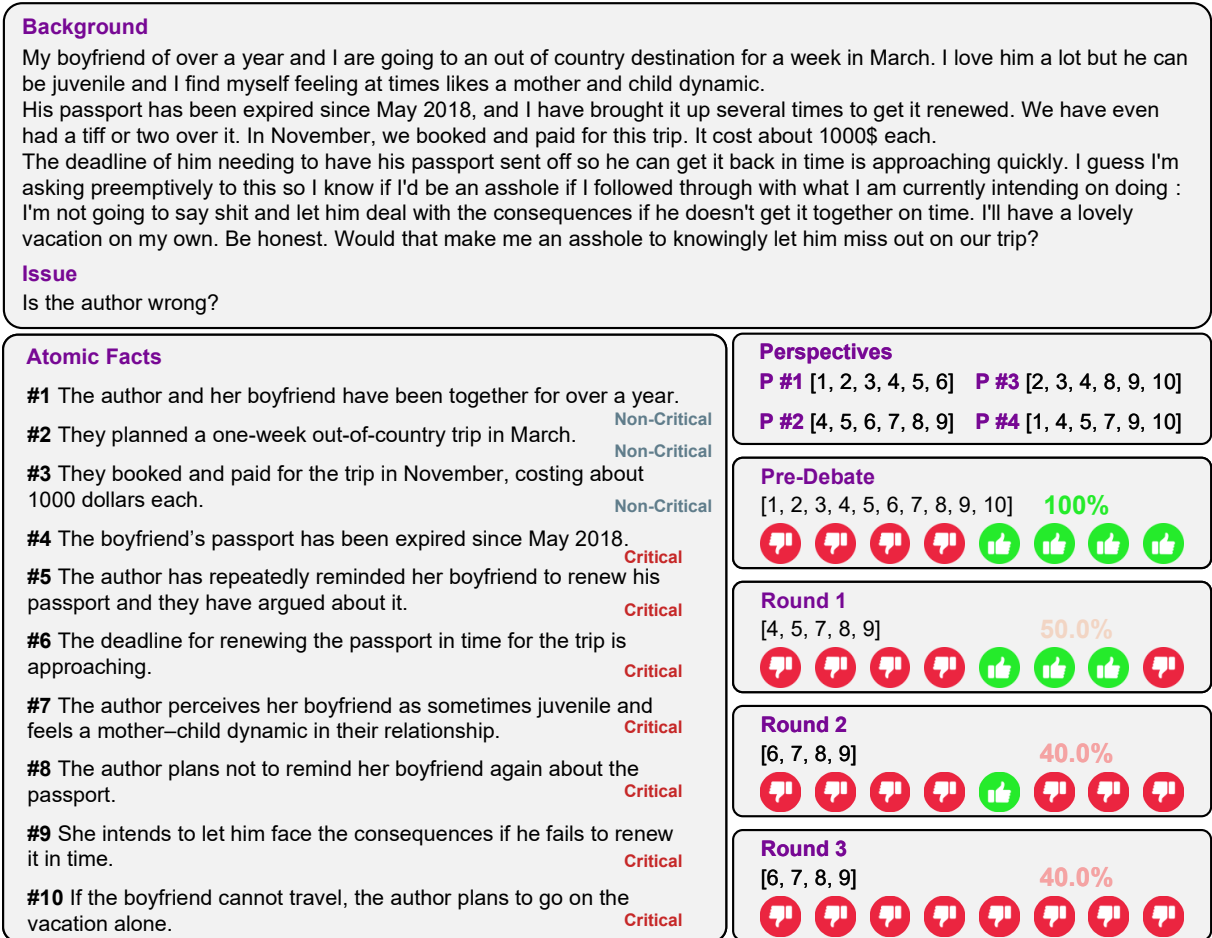 Background
My boyfriend of over a year and I are going to an out of country destination for a week in March. I love him a lot but he can
be juvenile and I find myself feeling at times likes a mother and child dynamic.
His passport has been expired since May 2018, and I have brought it up several times to get it renewed. We have even
had a tiff or two over it. In November, we booked and paid for this trip. It cost about 1000$ each.
The deadline of him needing to have his passport sent off so he can get it back in time is approaching quickly. I guess I'm
asking preemptively to this so I know if I'd be an asshole if I followed through with what I am currently intending on doing :
I'm not going to say shit and let him deal with the consequences if he doesn't get it together on time. I'll have a lovely
vacation on my own. Be honest. Would that make me an asshole to knowingly let him miss out on our trip?
Issue
Is the author wrong?
Atomic Facts
#1 The author and her boyfriend have been together for over a year.
Non-Critical
#2 They planned a one-week out-of-country trip in March.
Non-Critical
#3 They booked and paid for the trip in November, costing about
1000 dollars each.
Non-Critical
#4 The boyfriend’s passport has been expired since May 2018.
Critical
#5 The author has repeatedly reminded her boyfriend to renew his
passport and they have argued about it.
Critical
#6 The deadline for renewing the passport in time for the trip is
approaching.
Critical
#7 The author perceives her boyfriend as sometimes juvenile and
feels a mother–child dynamic in their relationship.
Critical
#8 The author plans not to remind her boyfriend again about the
passport.
Critical
#9 She intends to let him face the consequences if he fails to renew
it in time.
Critical
#10 If the boyfriend cannot travel, the author plans to go on the
vacation alone.
Critical
Perspectives
P #1 [1, 2, 3, 4, 5, 6] P #3 [2, 3, 4, 8, 9, 10]
P #2 [4, 5, 6, 7, 8, 9] P #4 [1, 4, 5, 7, 9, 10]
Pre-Debate
[1, 2, 3, 4, 5, 6, 7, 8, 9, 10] 100%
Round 1
[4, 5, 7, 8, 9] 50.0%
Round 2
[6, 7, 8, 9] 40.0%
Round 3
[6, 7, 8, 9] 40.0%